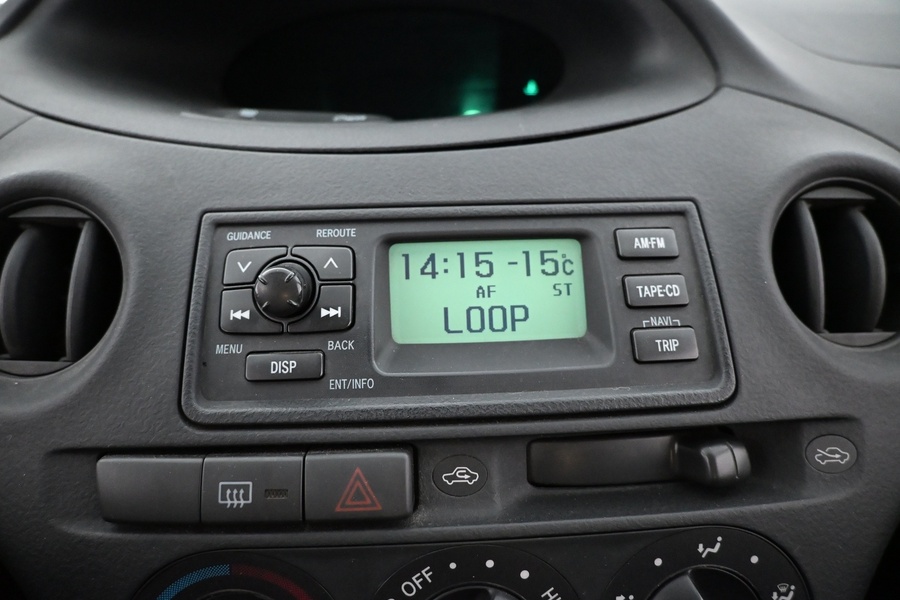 GUIDANCE REROUTE
14:15 -15°C
AF ST
LOOP
AM·FM
TAPE·CD
NAVI
TRIP
MENU BACK
DISP
ENT/INFO
OFF